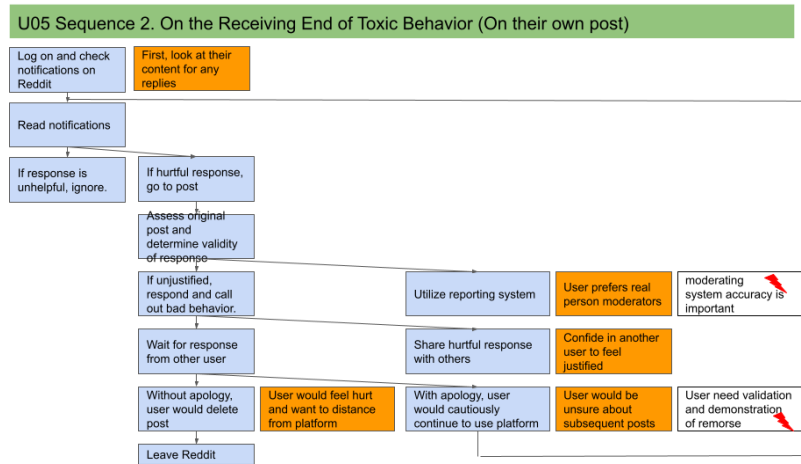 U05 Sequence 2. On the Receiving End of Toxic Behavior (On their own post)
Log on and check
notifications on
Reddit
First, look at their
content for any
replies
Read notifications
If response is
unhelpful, ignore.
If hurtful response,
go to post
Assess original
post and
determine validity
of response
If unjustified,
respond and call
out bad behavior.
Utilize reporting system
User prefers real
person moderators
moderating
system accuracy is
important
Wait for response
from other user
Share hurtful response
with others
Confide in another
user to feel
justified
Without apology,
user would delete
post
User would feel hurt
and want to distance
from platform
With apology, user
would cautiously
continue to use platform
User would be
unsure about
subsequent posts
User need validation
and demonstration
of remorse
Leave Reddit